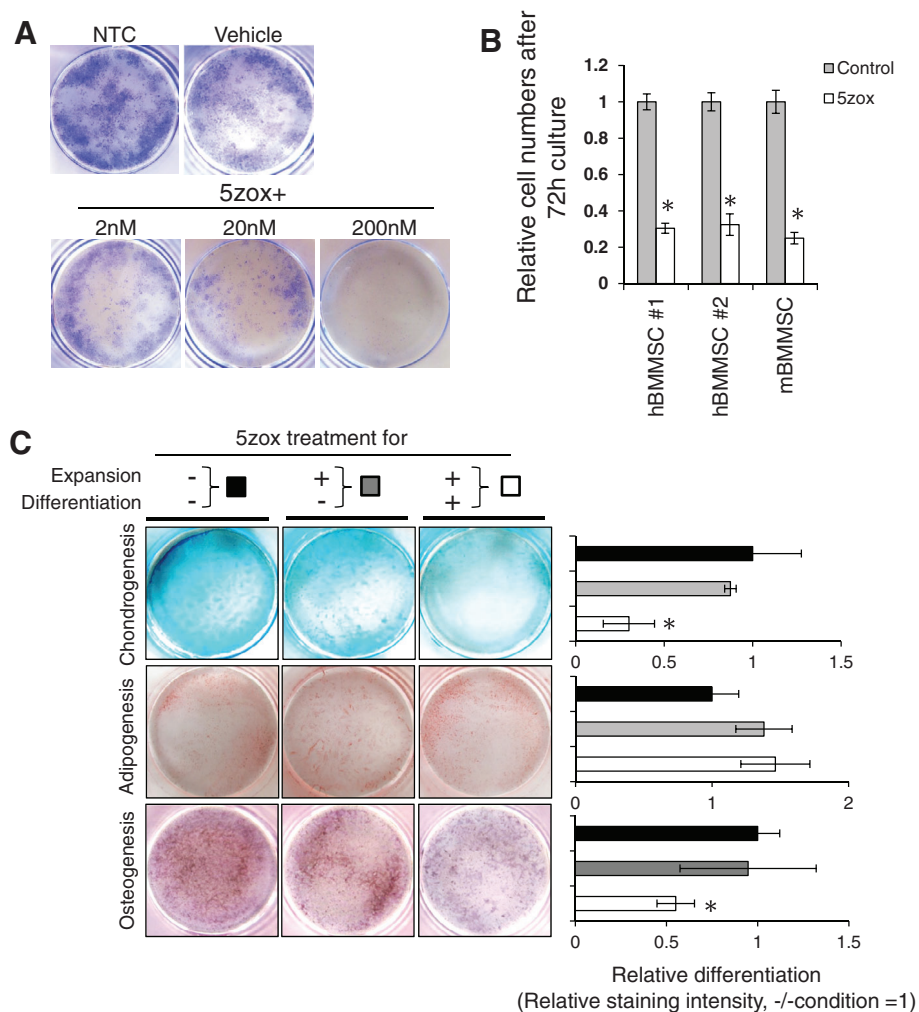 A
NTC
Vehicle
5zox+
2nM
20nM
200nM
B
Relative cell numbers after
72h culture
1.2
1
0.8
0.6
0.4
0.2
0
*
*
*
Control
5zox
hBMMSC #1
hBMMSC #2
mBMMSC
C
5zox treatment for
Expansion - + +
Differentiation - - +
Chondrogenesis
*
0.5 1 1.5
Adipogenesis
0 1 2
Osteogenesis
*
0 0.5 1 1.5
Relative differentiation
(Relative staining intensity, -/-condition =1)